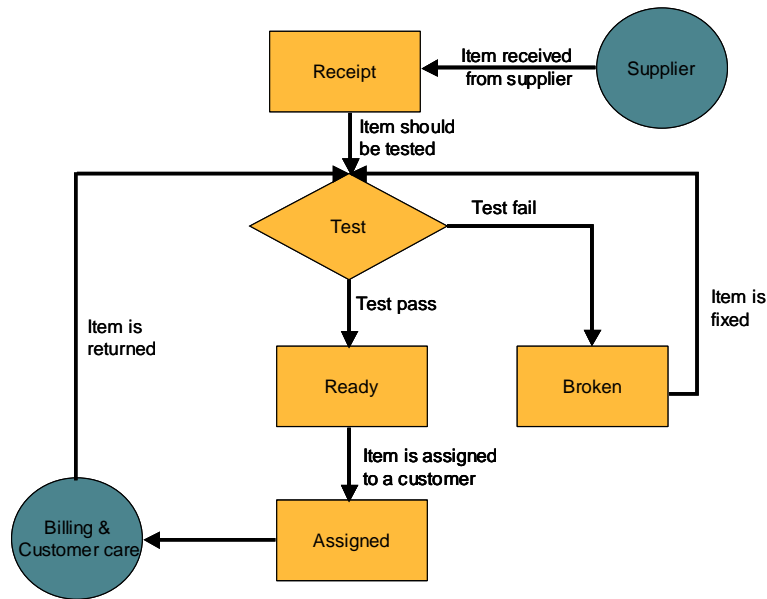 Item received
from supplier
Receipt
Supplier
Item should
be tested
Test
Test fail
Test pass
Item is
fixed
Item is
returned
Ready
Broken
Item is assigned
to a customer
Billing &
Customer care
Assigned